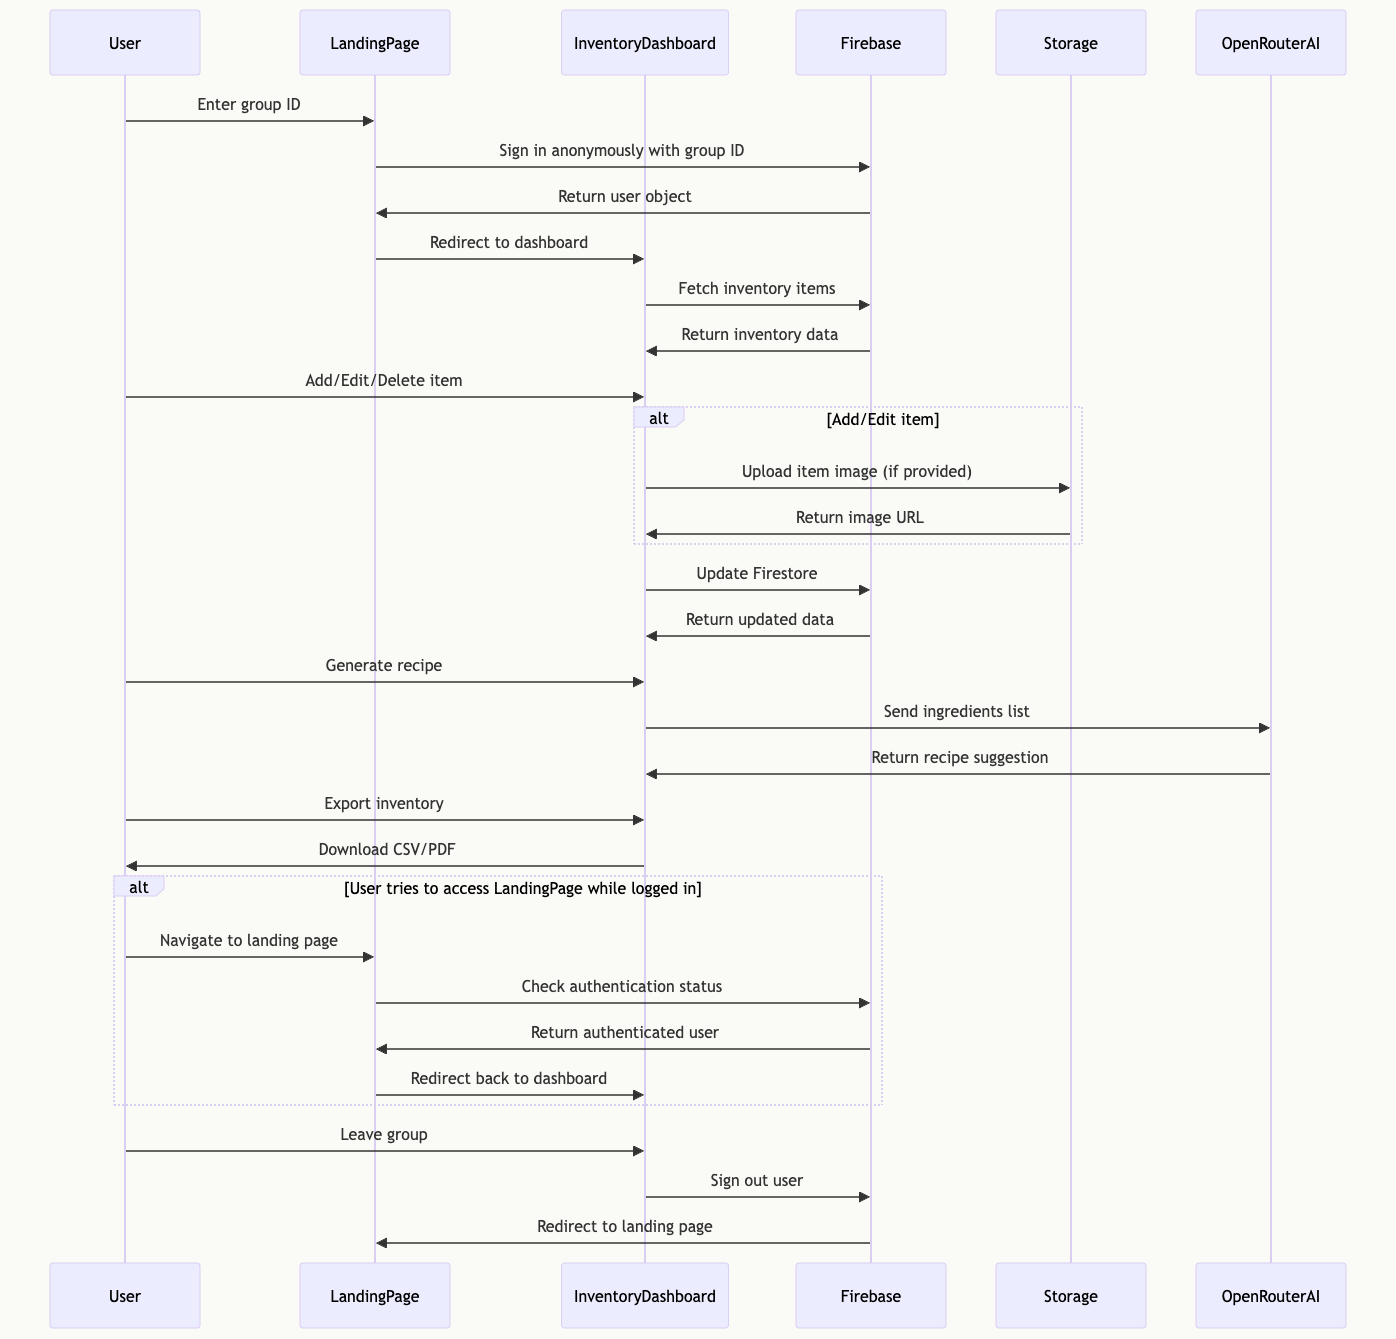 User
LandingPage
InventoryDashboard
Firebase
Storage
OpenRouterAI
Enter group ID
Sign in anonymously with group ID
Return user object
Redirect to dashboard
Fetch inventory items
Return inventory data
Add/Edit/Delete item
alt
[Add/Edit item]
Upload item image (if provided)
Return image URL
Update Firestore
Return updated data
Generate recipe
Send ingredients list
Return recipe suggestion
Export inventory
Download CSV/PDF
alt
[User tries to access LandingPage while logged in]
Navigate to landing page
Check authentication status
Return authenticated user
Redirect back to dashboard
Leave group
Sign out user
Redirect to landing page
User
LandingPage
InventoryDashboard
Firebase
Storage
OpenRouterAI